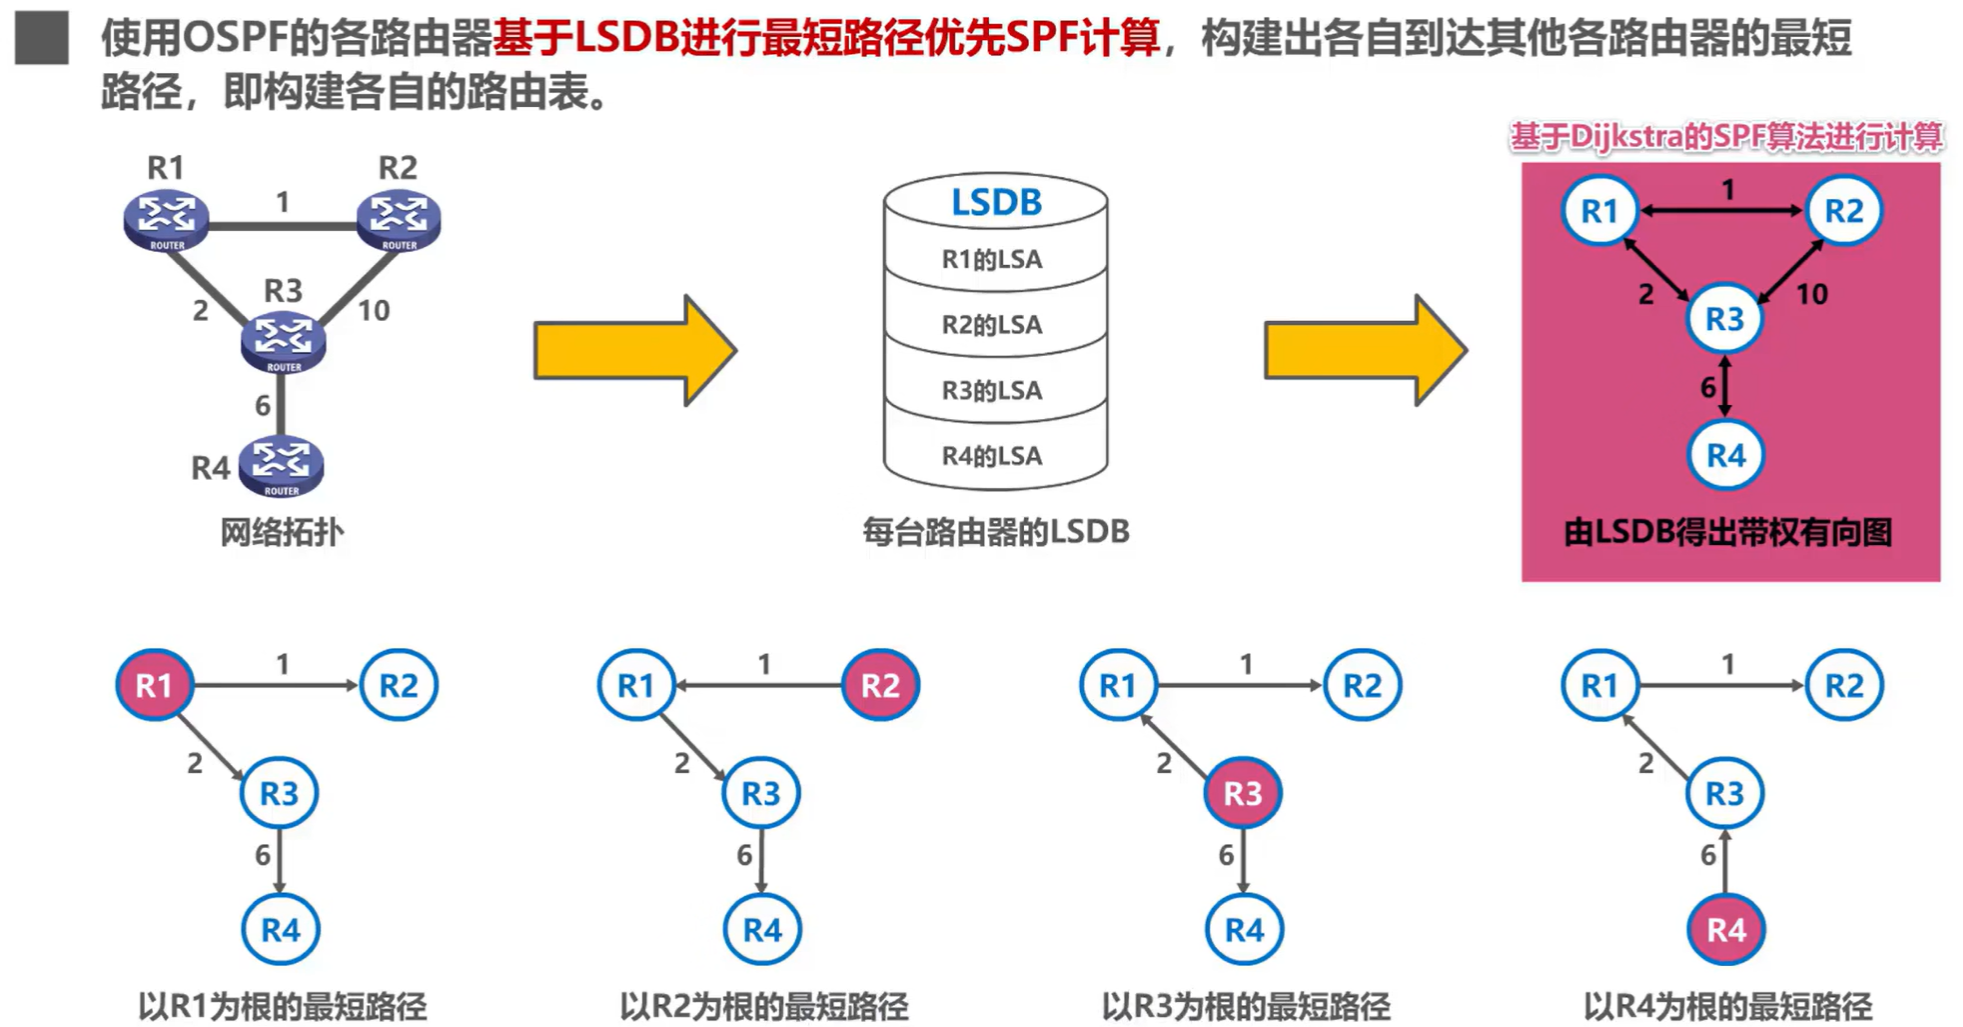 使用OSPF的各路由器基于LSDB进行最短路径优先SPF计算，构建出各自到达其他各路由器的最短
路径，即构建各自的路由表。
基于Dijkstra的SPF算法进行计算
R1
R2
1
ROUTER
ROUTER
R3
2
10
ROUTER
6
R4
ROUTER
网络拓扑
LSDB
R1的LSA
R2的LSA
R3的LSA
R4的LSA
每台路由器的LSDB
R1
1
R2
2
10
R3
6
R4
由LSDB得出带权有向图
R1
1
R2
2
R3
6
R4
以R1为根的最短路径
R1
1
R2
2
R3
6
R4
以R2为根的最短路径
R1
1
R2
2
R3
6
R4
以R3为根的最短路径
R1
1
R2
2
R3
6
R4
以R4为根的最短路径